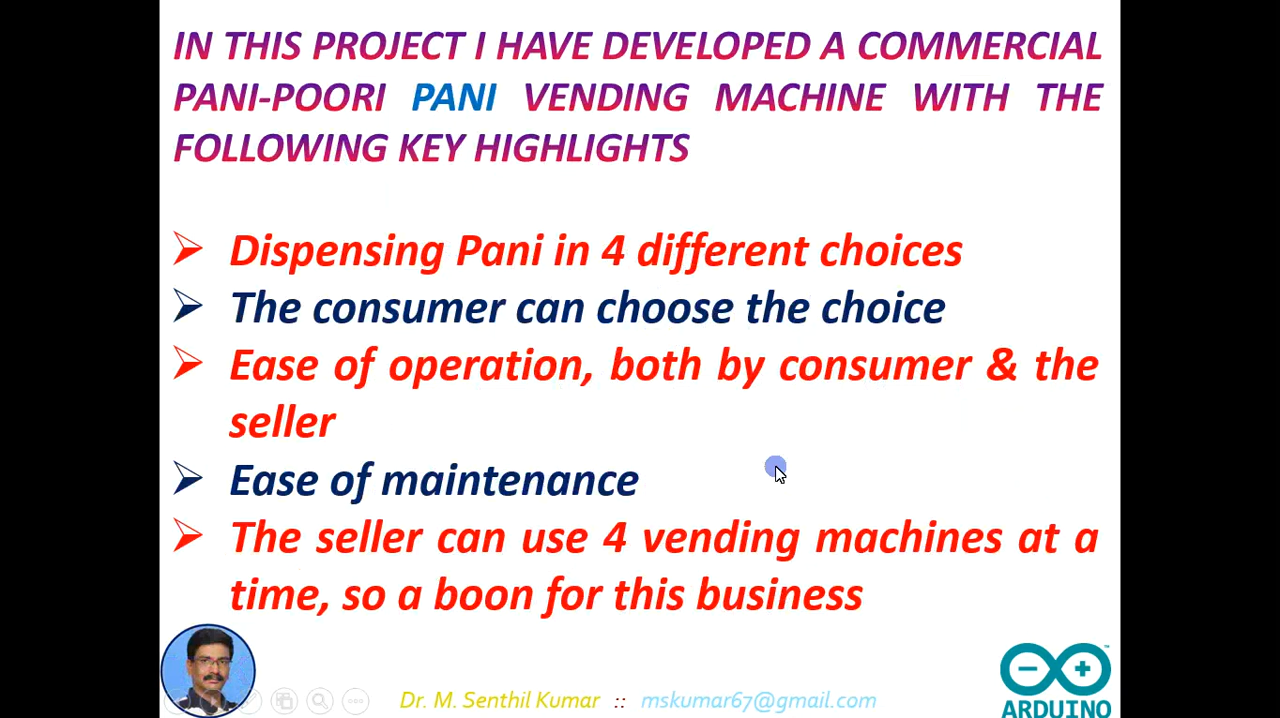 IN THIS PROJECT I HAVE DEVELOPED A COMMERCIAL
PANI-POORI PANI VENDING MACHINE WITH THE
FOLLOWING KEY HIGHLIGHTS
Dispensing Pani in 4 different choices
The consumer can choose the choice
Ease of operation, both by consumer & the
seller
Ease of maintenance
The seller can use 4 vending machines at a
time, so a boon for this business
Dr. M. Senthil Kumar :: mskumar67@gmail.com
ARDUINO